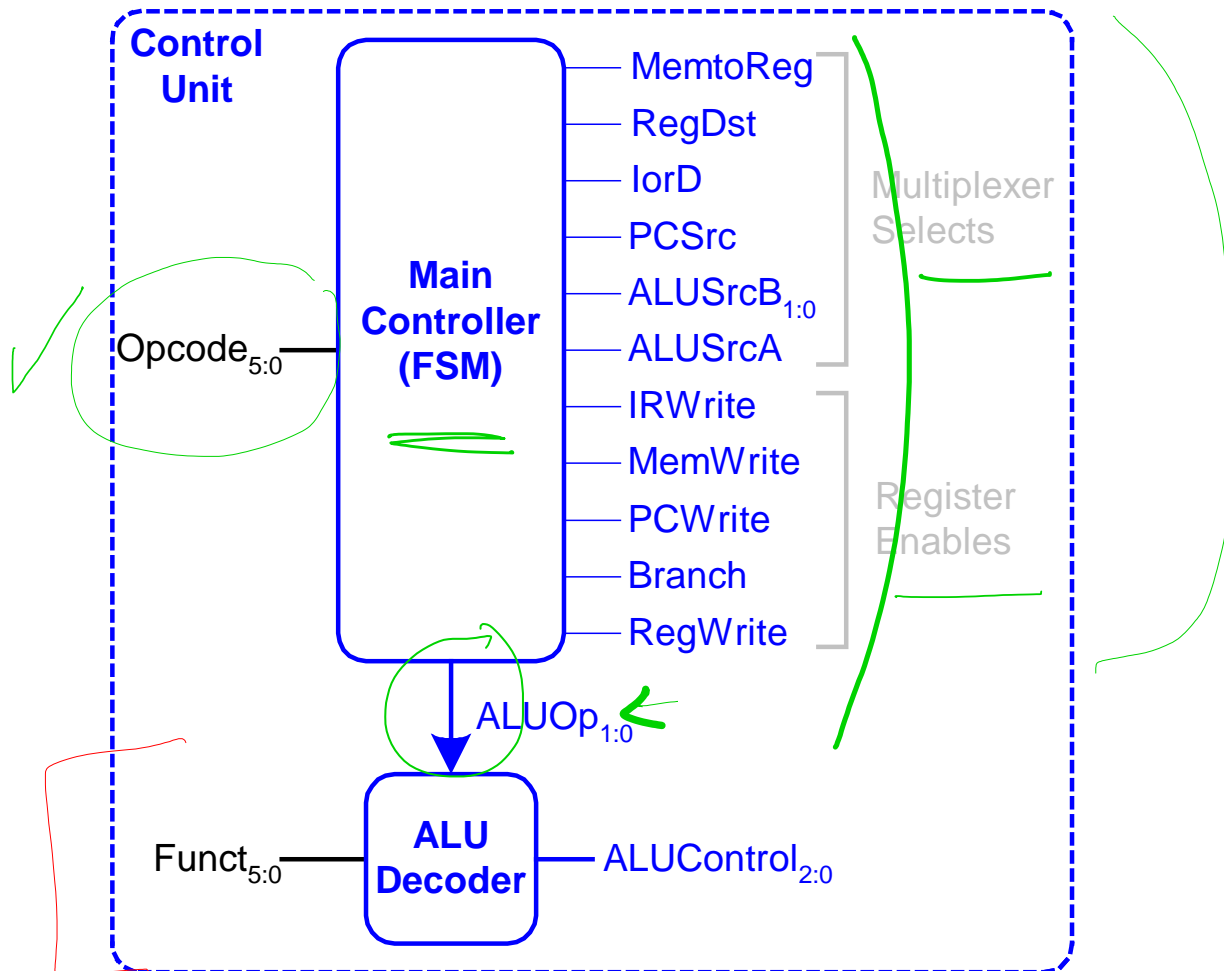 Control
Unit
MemtoReg
RegDst
IorD
PCSrc
ALUSrcB1:0
ALUSrcA
IRWrite
MemWrite
PCWrite
Branch
RegWrite
Multiplexer
Selects
Register
Enables
Main
Controller
(FSM)
Opcode5:0
ALUOp1:0
ALU
Decoder
Funct5:0
ALUControl2:0